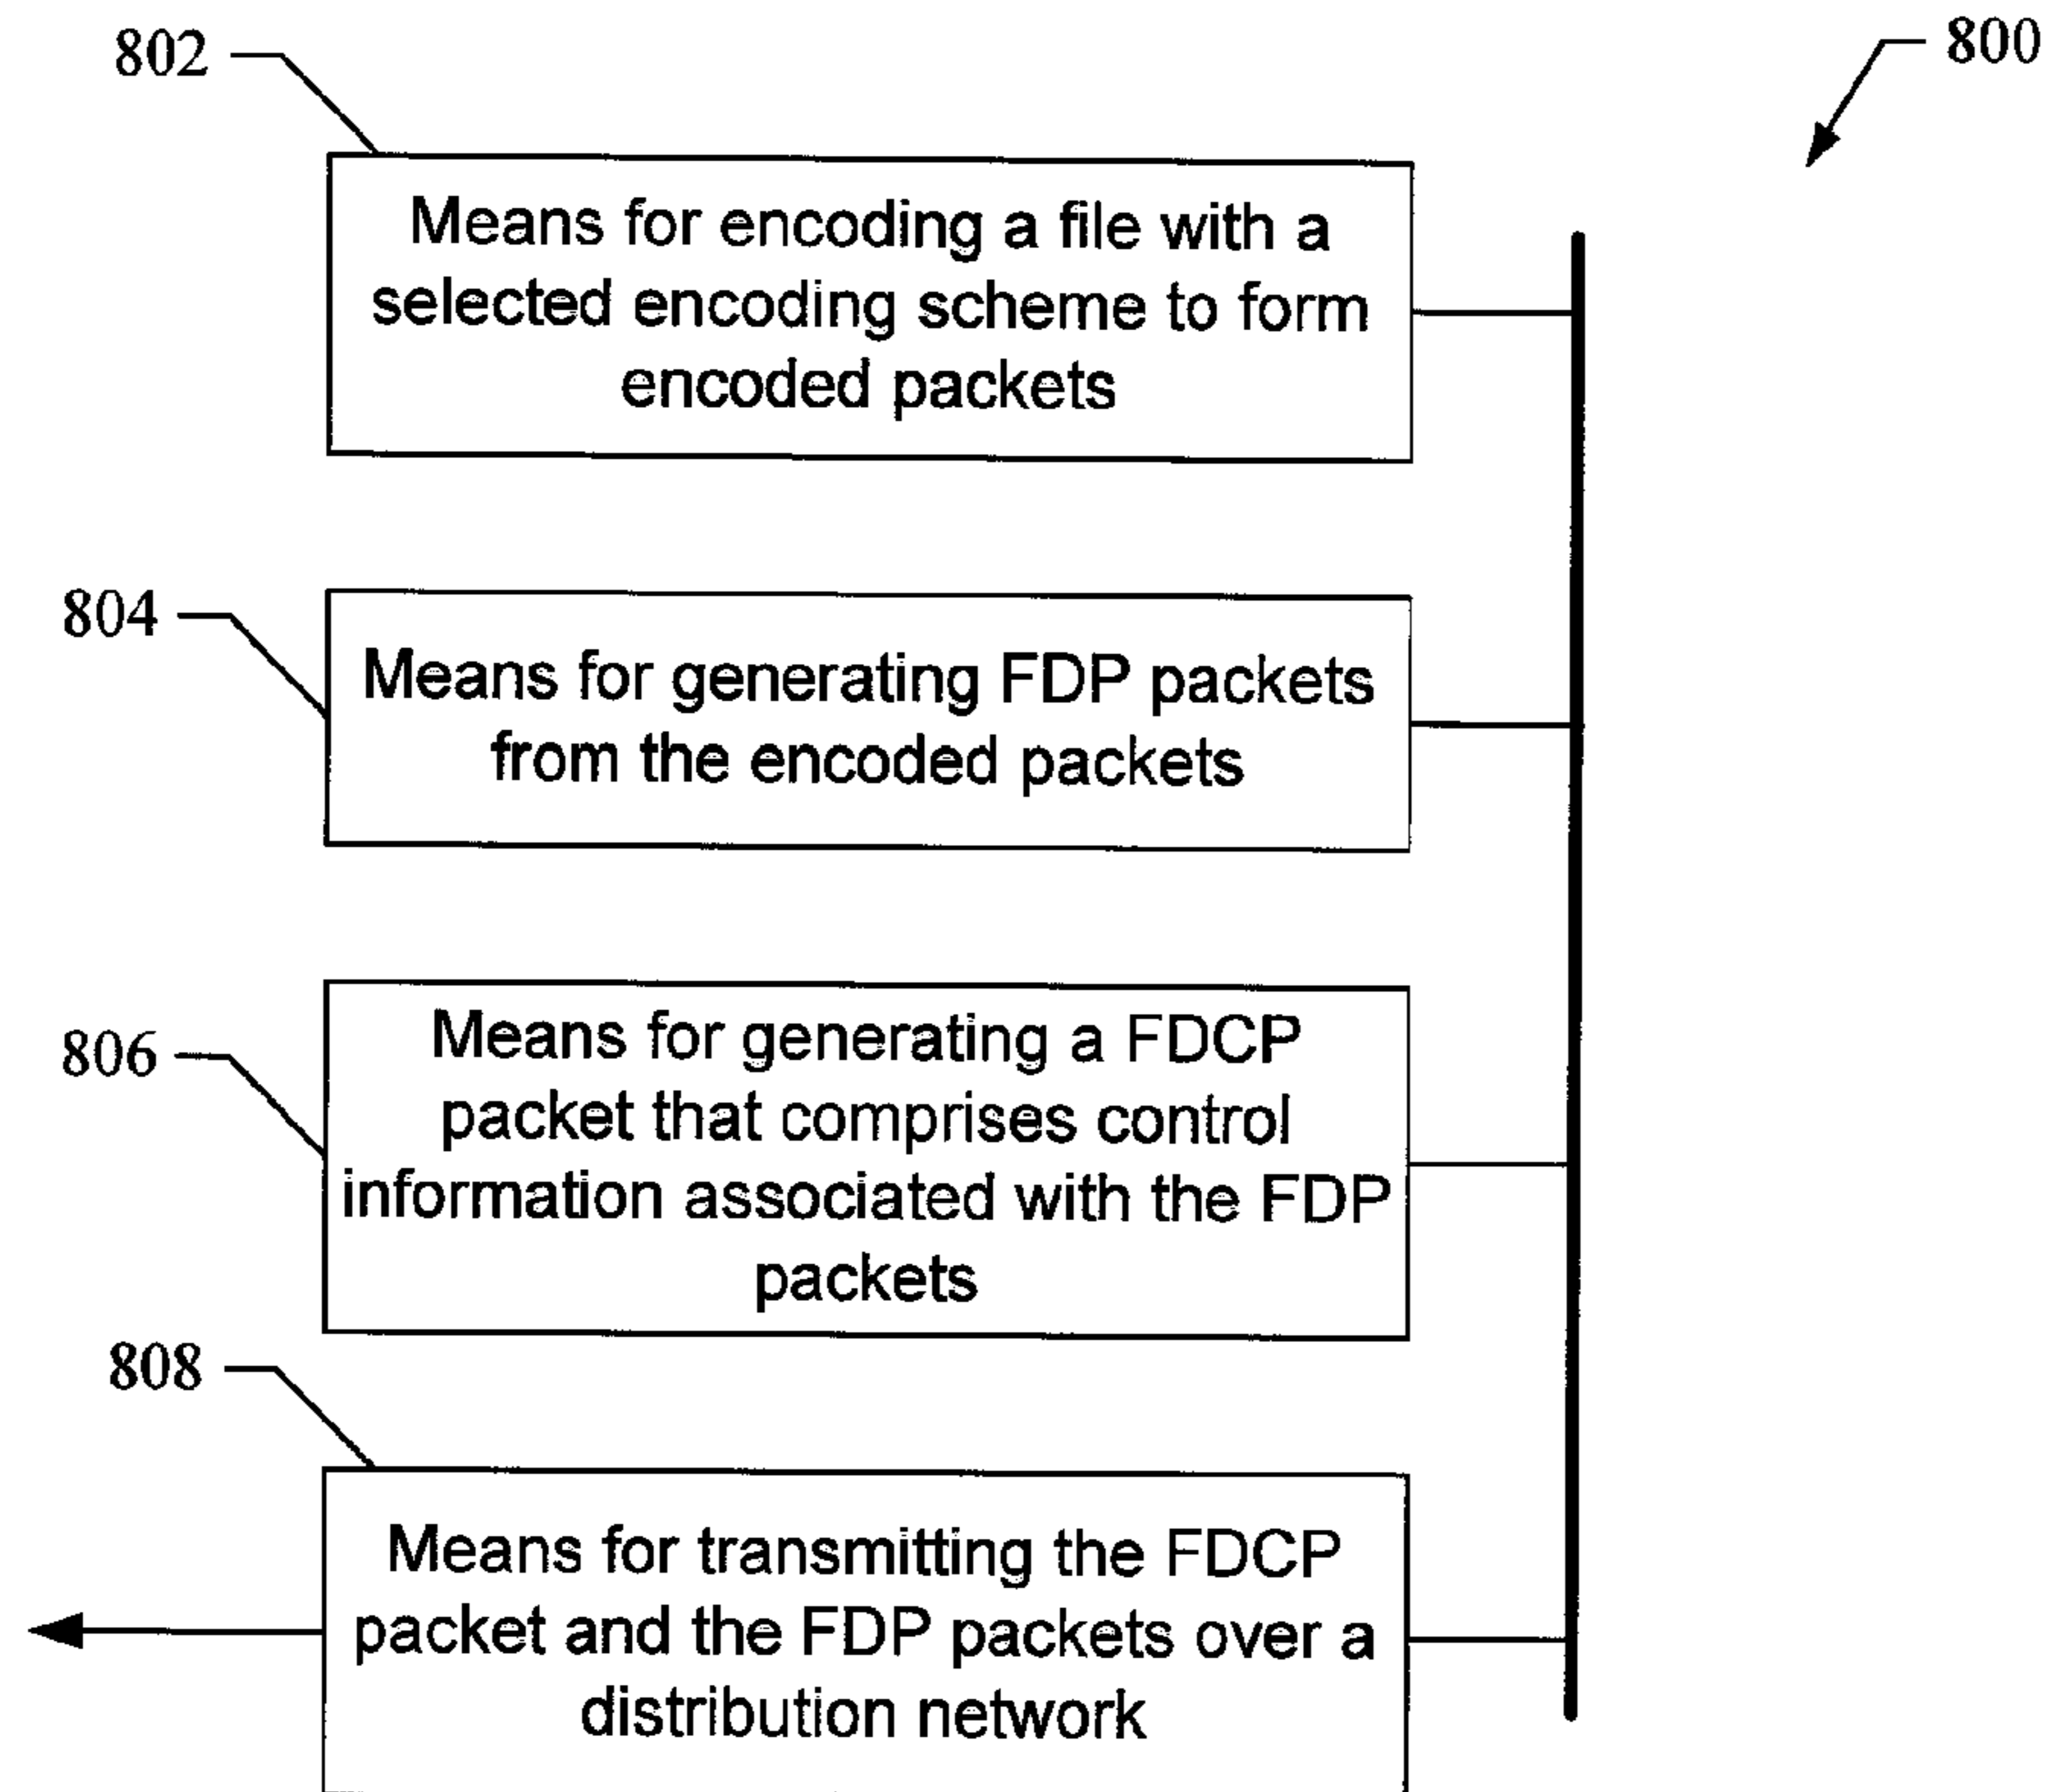 802
800
Means for encoding a file with a
selected encoding scheme to form
encoded packets
804
Means for generating FDP packets
from the encoded packets
806
Means for generating a FDCP
packet that comprises control
information associated with the FDP
packets
808
Means for transmitting the FDCP
packet and the FDP packets over a
distribution network